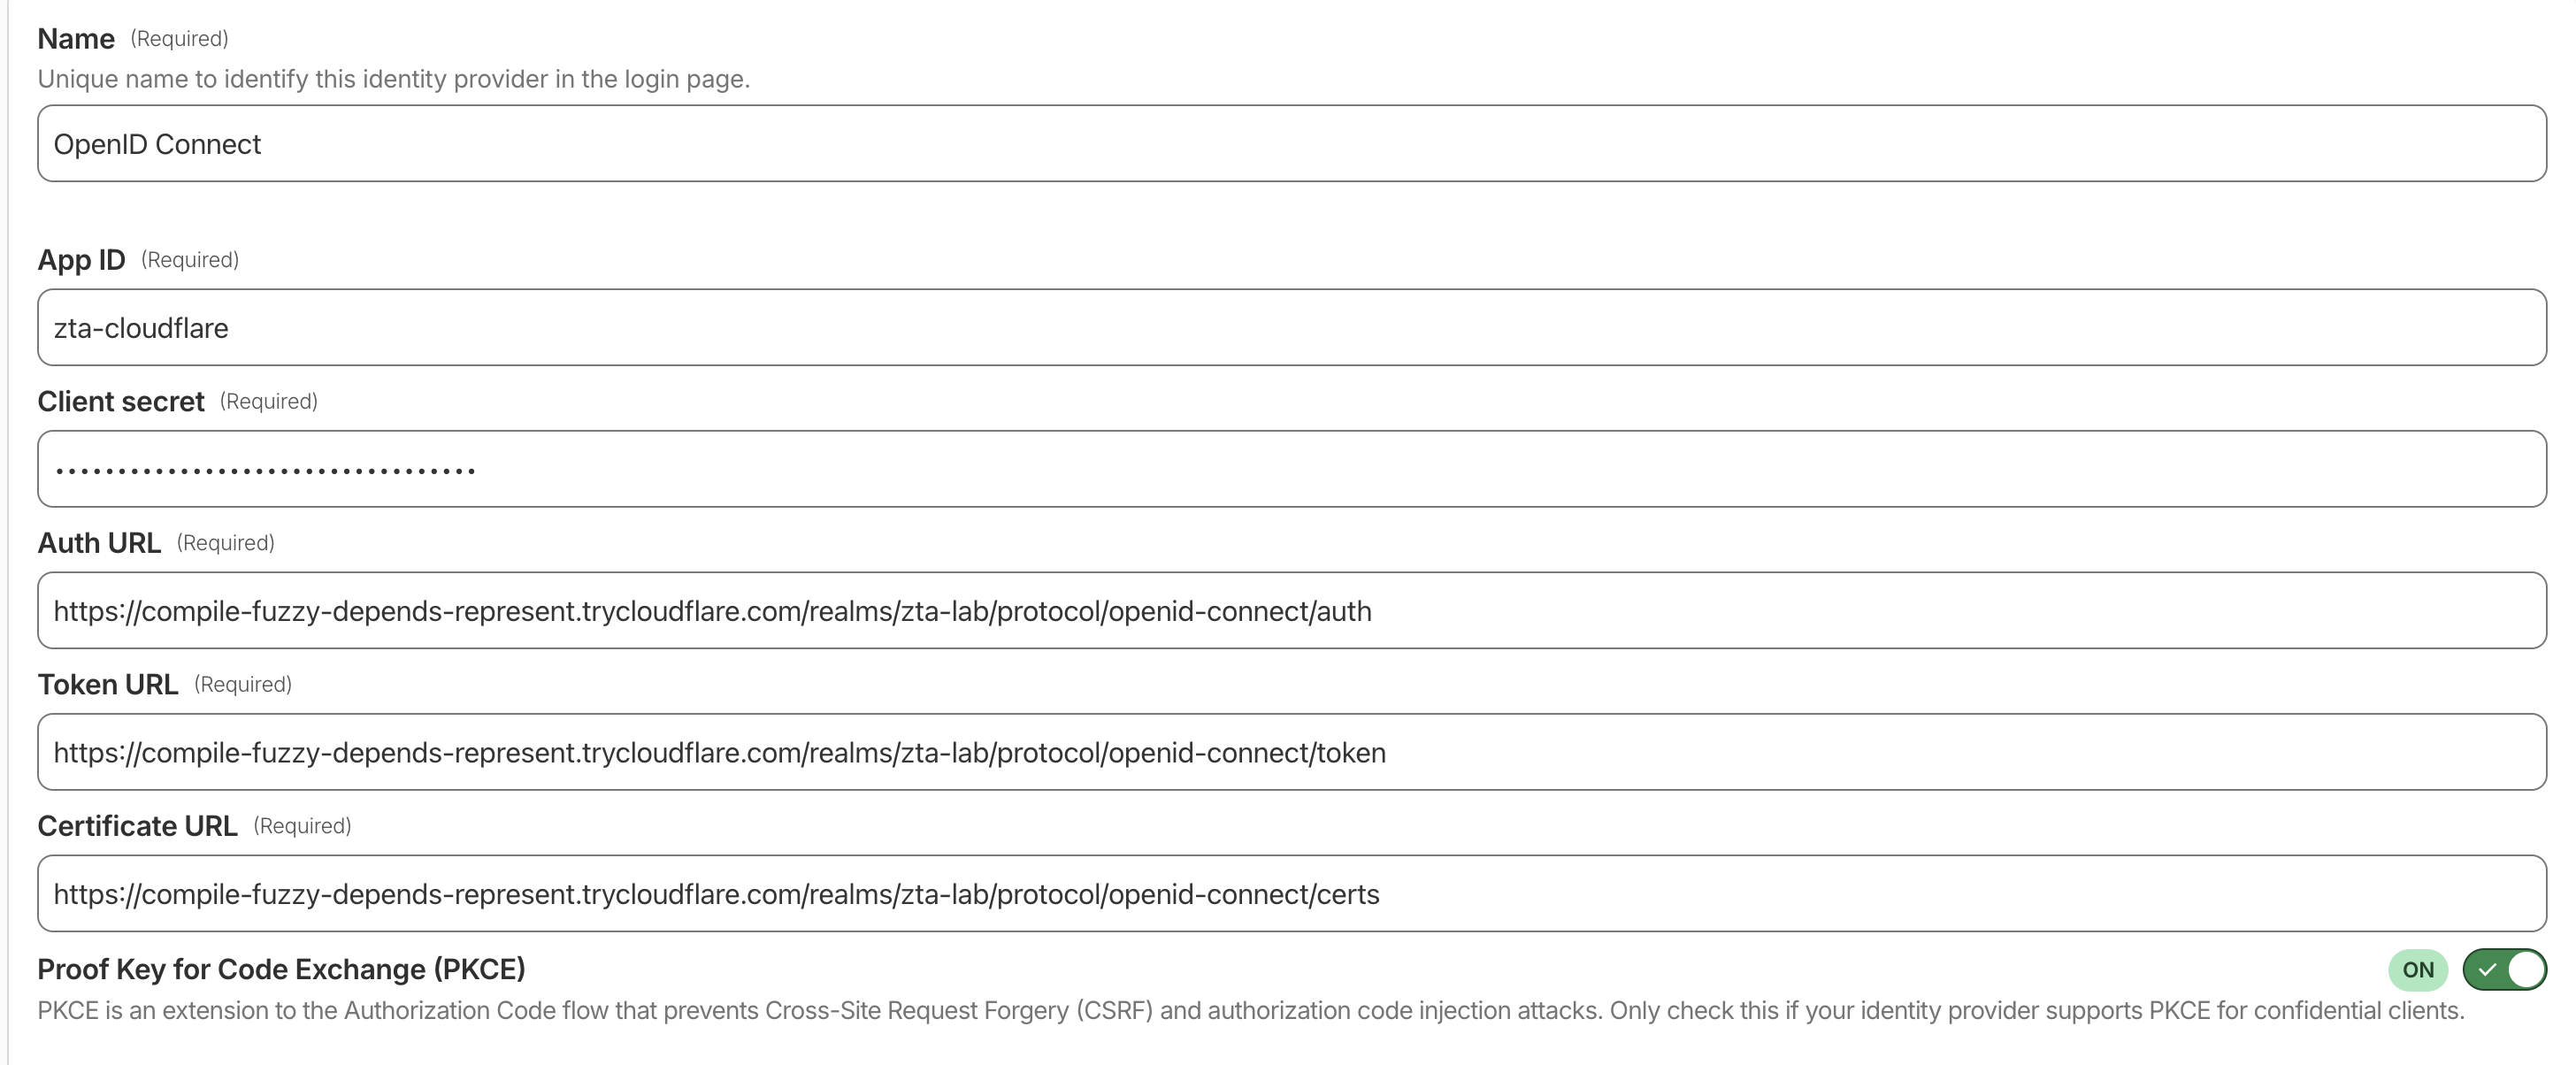 Name (Required)
Unique name to identify this identity provider in the login page.
OpenID Connect
App ID (Required)
zta-cloudflare
Client secret (Required)
••••••••••••••••••••••••••••••••••
Auth URL (Required)
https://compile-fuzzy-depends-represent.trycloudflare.com/realms/zta-lab/protocol/openid-connect/auth
Token URL (Required)
https://compile-fuzzy-depends-represent.trycloudflare.com/realms/zta-lab/protocol/openid-connect/token
Certificate URL (Required)
https://compile-fuzzy-depends-represent.trycloudflare.com/realms/zta-lab/protocol/openid-connect/certs
Proof Key for Code Exchange (PKCE) ON
PKCE is an extension to the Authorization Code flow that prevents Cross-Site Request Forgery (CSRF) and authorization code injection attacks. Only check this if your identity provider supports PKCE for confidential clients.